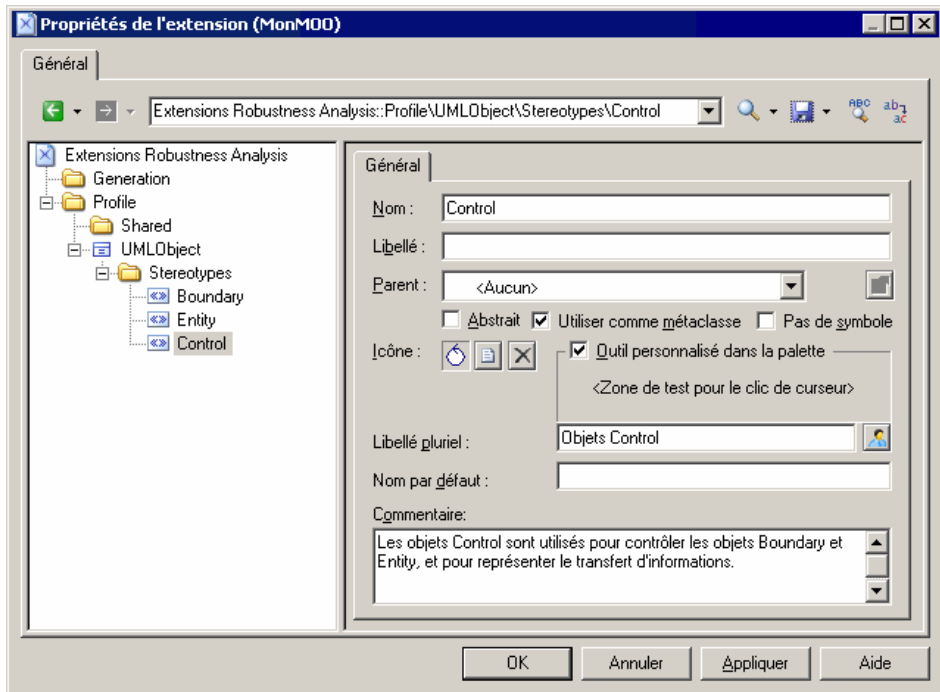 Propriétés de l'extension (MonMOO)
Général
Extensions Robustness Analysis::Profile\UMLObject\Stereotypes\Control
ABC
ab
ac
Extensions Robustness Analysis
Generation
Profile
Shared
UMLObject
Stereotypes
Boundary
Entity
Control
Général
Nom : Control
Libellé :
Parent : <Aucun>
Abstrait Utiliser comme métaclasse Pas de symbole
Icône : Outil personnalisé dans la palette
<Zone de test pour le clic de curseur>
Libellé pluriel : Objets Control
Nom par défaut :
Commentaire:
Les objets Control sont utilisés pour contrôler les objets Boundary et
Entity, et pour représenter le transfert d'informations.
OK Annuler Appliquer Aide